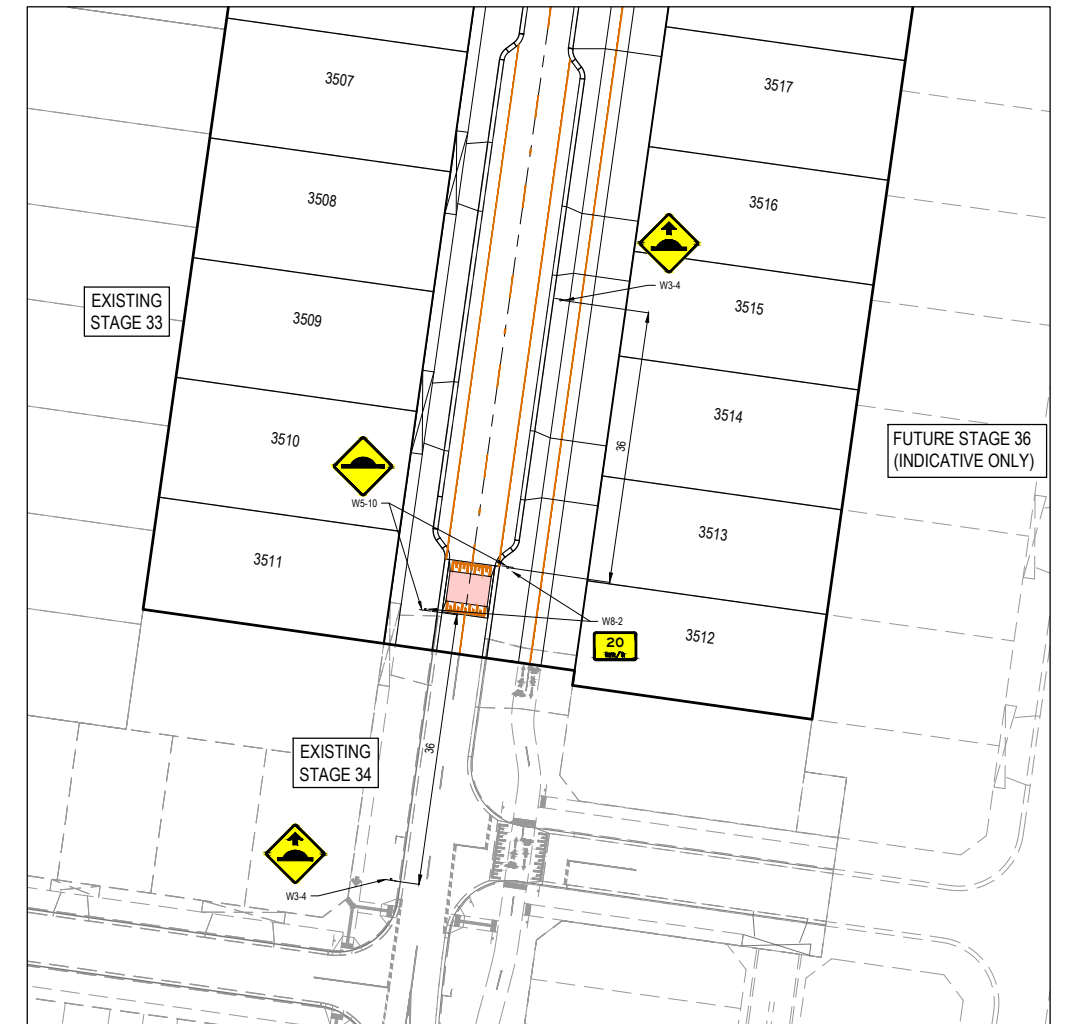 3507
3517
3508
3516
W3-4
EXISTING
STAGE 33
3509
3515
3510
3514
36
FUTURE STAGE 36
(INDICATIVE ONLY)
W5-10
3511
3513
W8-2
20
km/h
3512
EXISTING
STAGE 34
36
W3-4